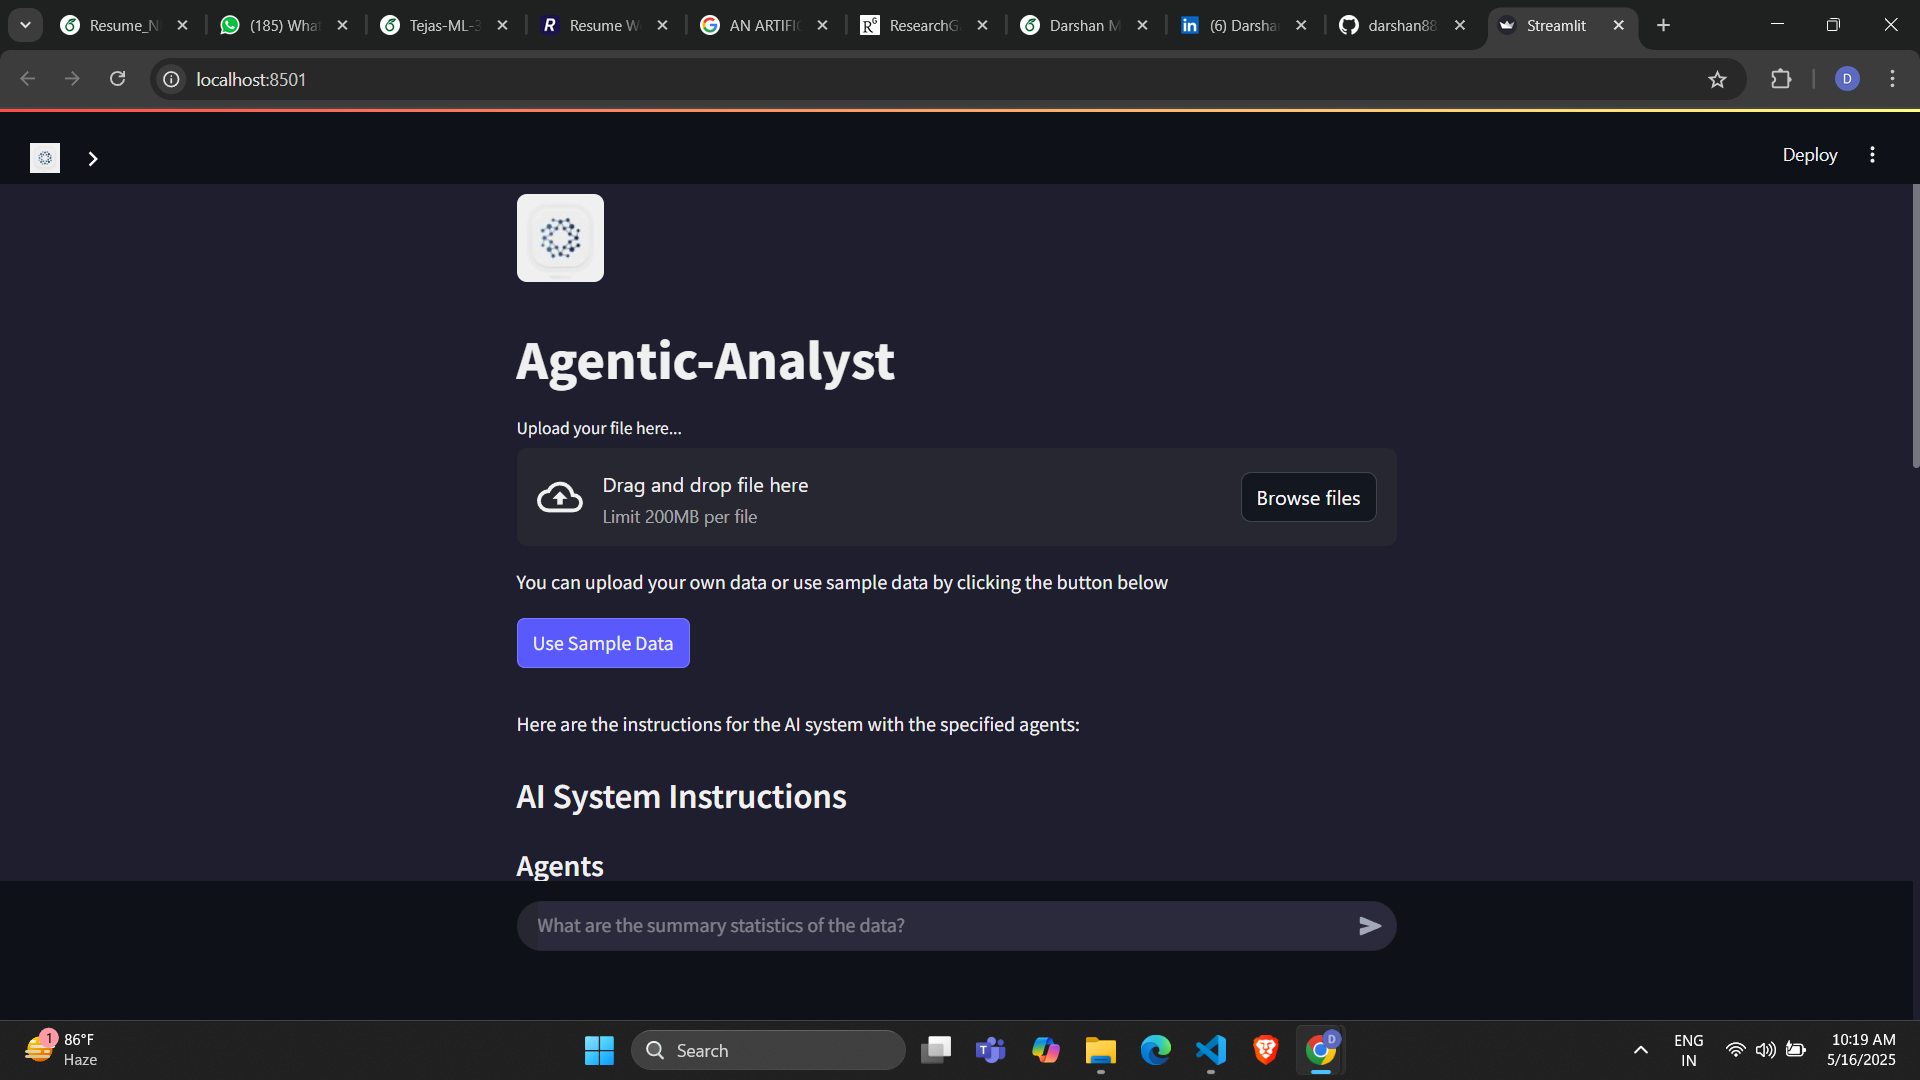 Resume_N
(185) What
Tejas-ML-3
Resume W
AN ARTIFIC
ResearchG
Darshan M
(6) Darsha
darshan88
Streamlit
localhost:8501
D
Deploy
Agentic-Analyst
Upload your file here...
Drag and drop file here
Limit 200MB per file
Browse files
You can upload your own data or use sample data by clicking the button below
Use Sample Data
Here are the instructions for the AI system with the specified agents:
AI System Instructions
Agents
What are the summary statistics of the data?
1
86°F
Haze
Search
D
ENG
IN
10:19 AM
5/16/2025